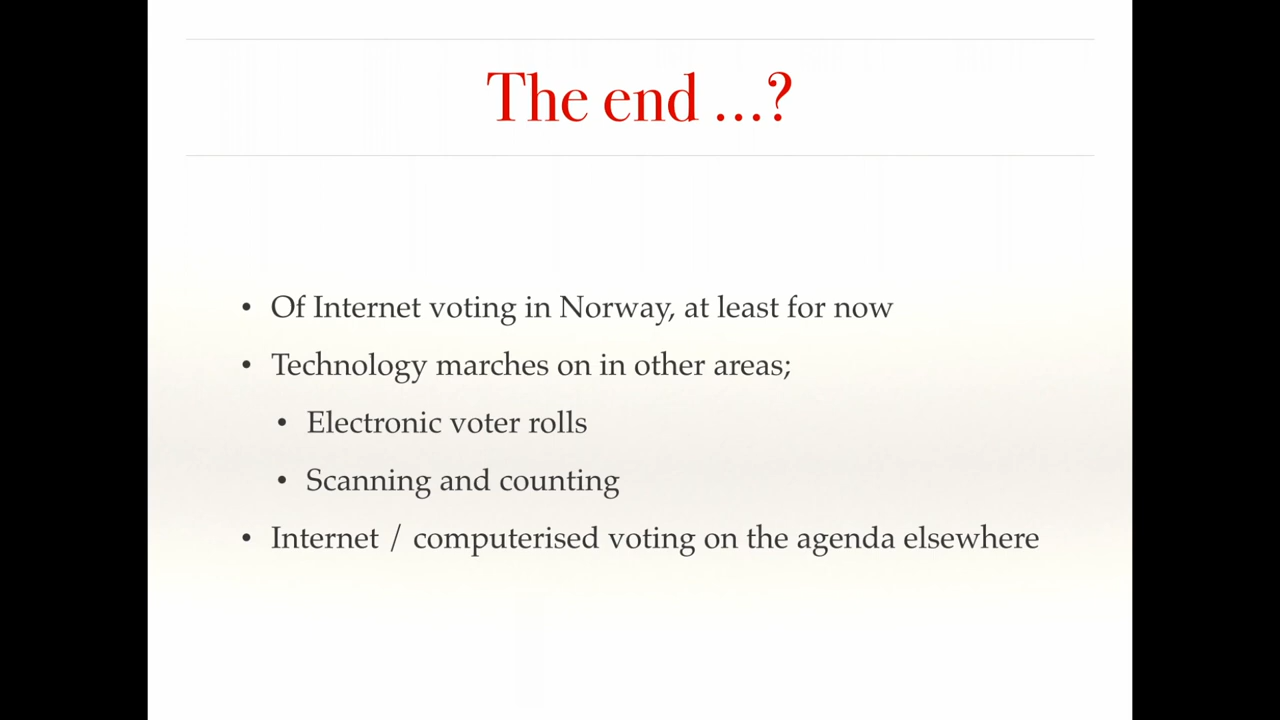 The end ...?
• Of Internet voting in Norway, at least for now
• Technology marches on in other areas;
• Electronic voter rolls
• Scanning and counting
• Internet / computerised voting on the agenda elsewhere